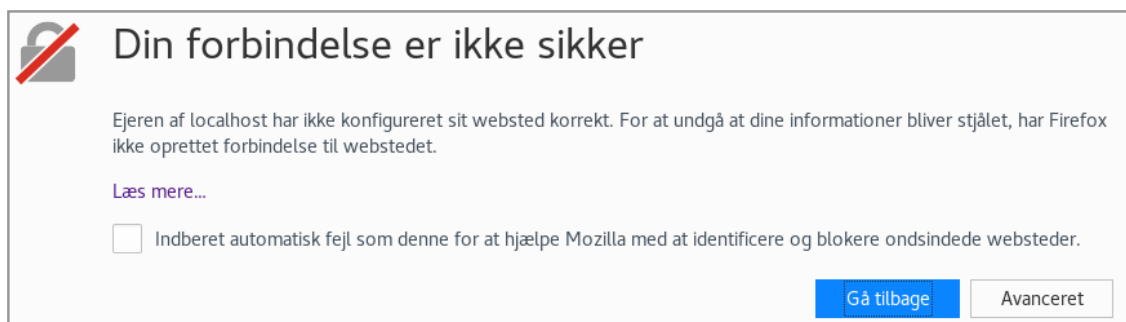 Din forbindelse er ikke sikker
Ejeren af localhost har ikke konfigureret sit websted korrekt. For at undgå at dine informationer bliver stjålet, har Firefox
ikke oprettet forbindelse til webstedet.
Læs mere...
Indberet automatisk fejl som denne for at hjælpe Mozilla med at identificere og blokere ondsindede websteder.
Gå tilbage
Avanceret